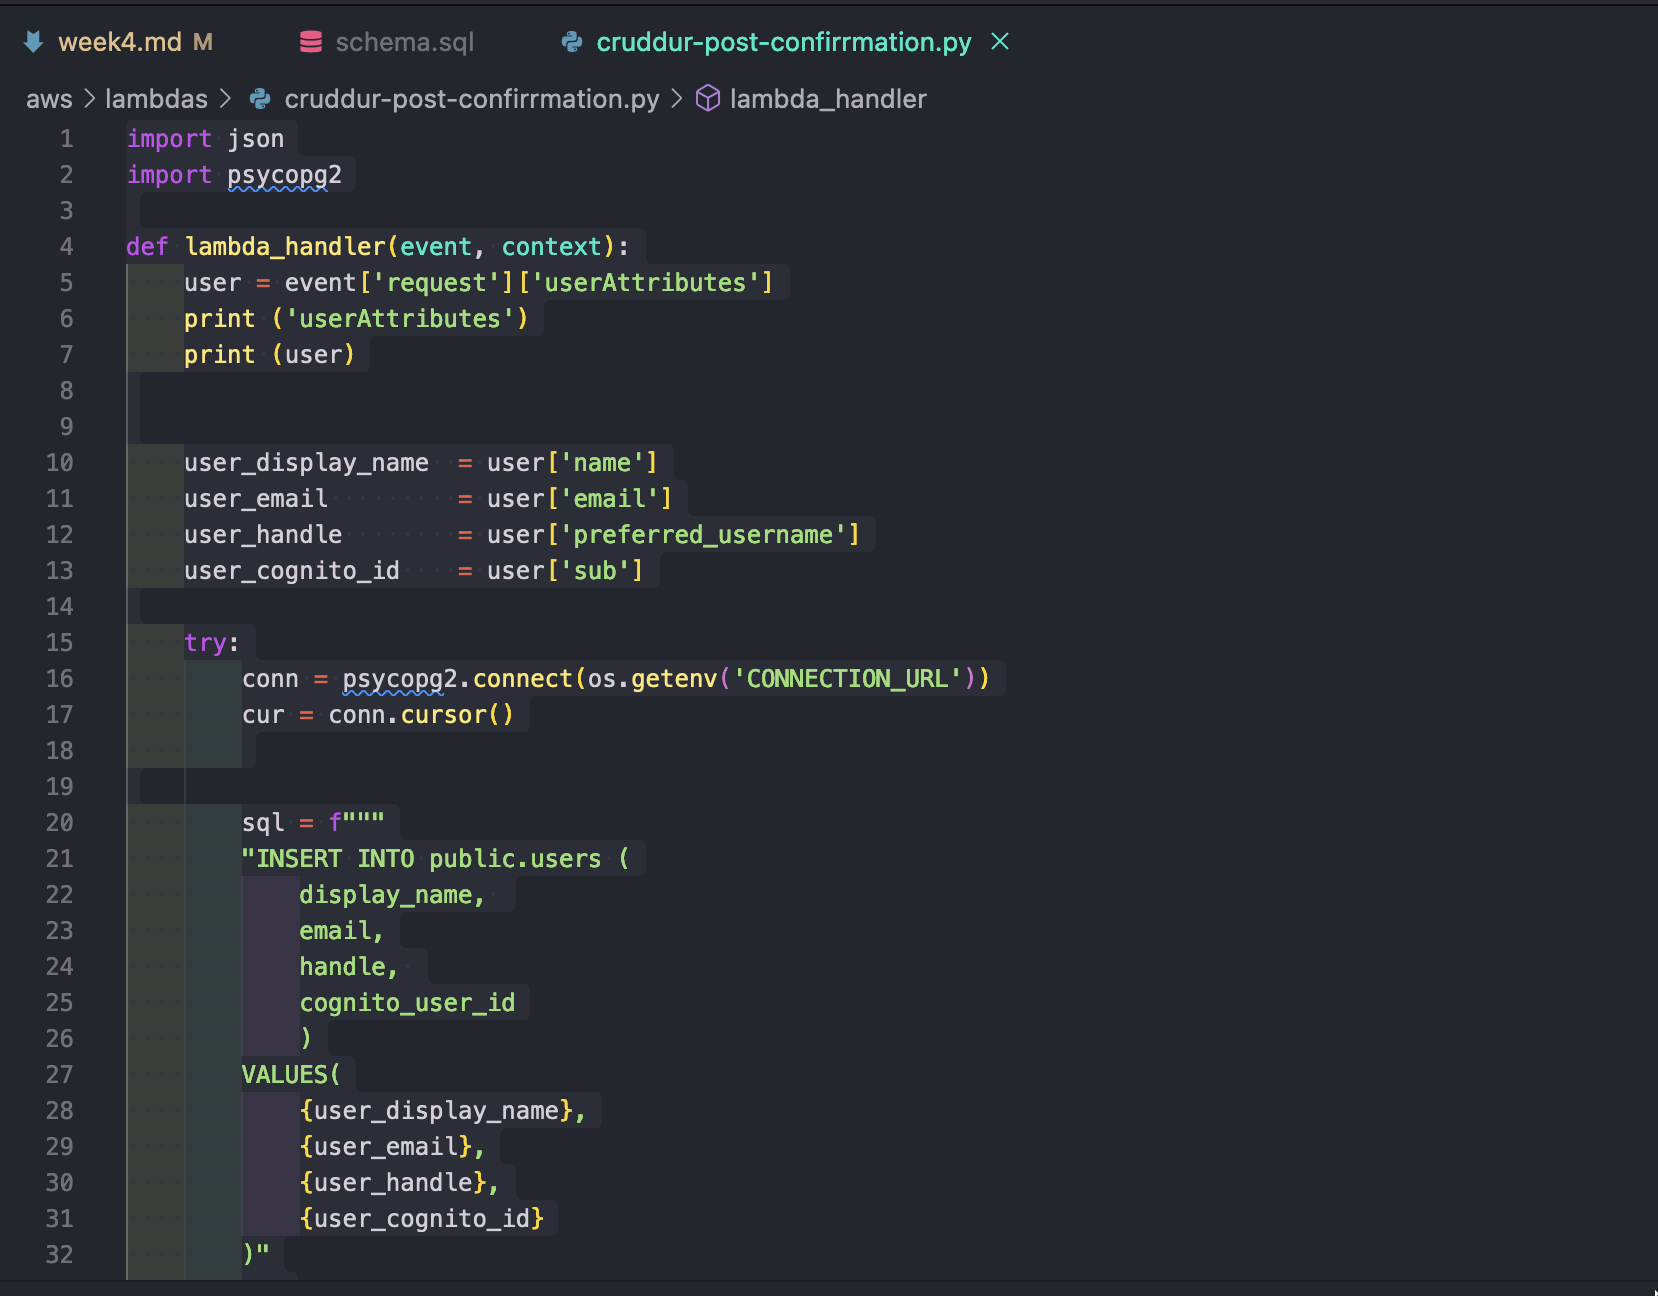 week4.md M schema.sql cruddur-post-confirrmation.py
aws > lambdas > cruddur-post-confirrmation.py > lambda_handler
1 import json
2 import psycopg2
3
4 def lambda_handler(event, context):
5 user = event['request']['userAttributes']
6 print ('userAttributes')
7 print (user)
8
9
10 user_display_name = user['name']
11 user_email = user['email']
12 user_handle = user['preferred_username']
13 user_cognito_id = user['sub']
14
15 try:
16 conn = psycopg2.connect(os.getenv('CONNECTION_URL'))
17 cur = conn.cursor()
18
19
20 sql = f"""
21 "INSERT INTO public.users (
22 display_name,
23 email,
24 handle,
25 cognito_user_id
26 )
27 VALUES(
28 {user_display_name},
29 {user_email},
30 {user_handle},
31 {user_cognito_id}
32 )"